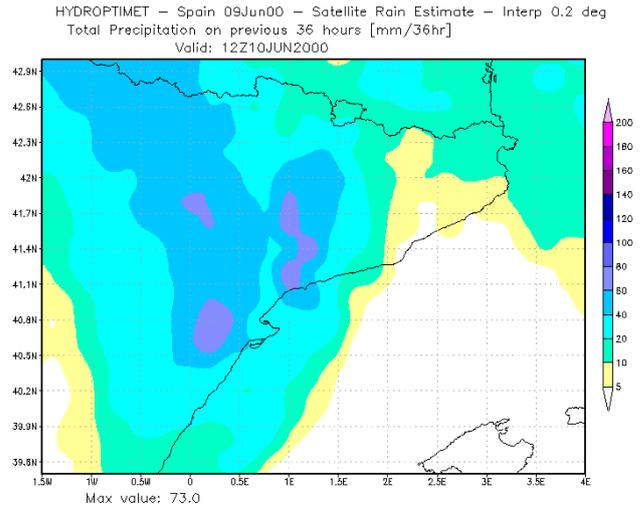 HYDROPTIMET – Spain 09Jun00 – Satellite Rain Estimate – Interp 0.2 deg
Total Precipitation on previous 36 hours [mm/36hr]
Valid: 12Z10JUN2000
42.9N
42.6N
42.3N
42N
41.7N
41.4N
41.1N
40.8N
40.5N
40.2N
39.9N
39.6N
1.5W 1W 0.5W 0 0.5E 1E 1.5E 2E 2.5E 3E 3.5E 4E
200
180
160
140
120
100
80
60
40
20
10
5
Max value: 73.0